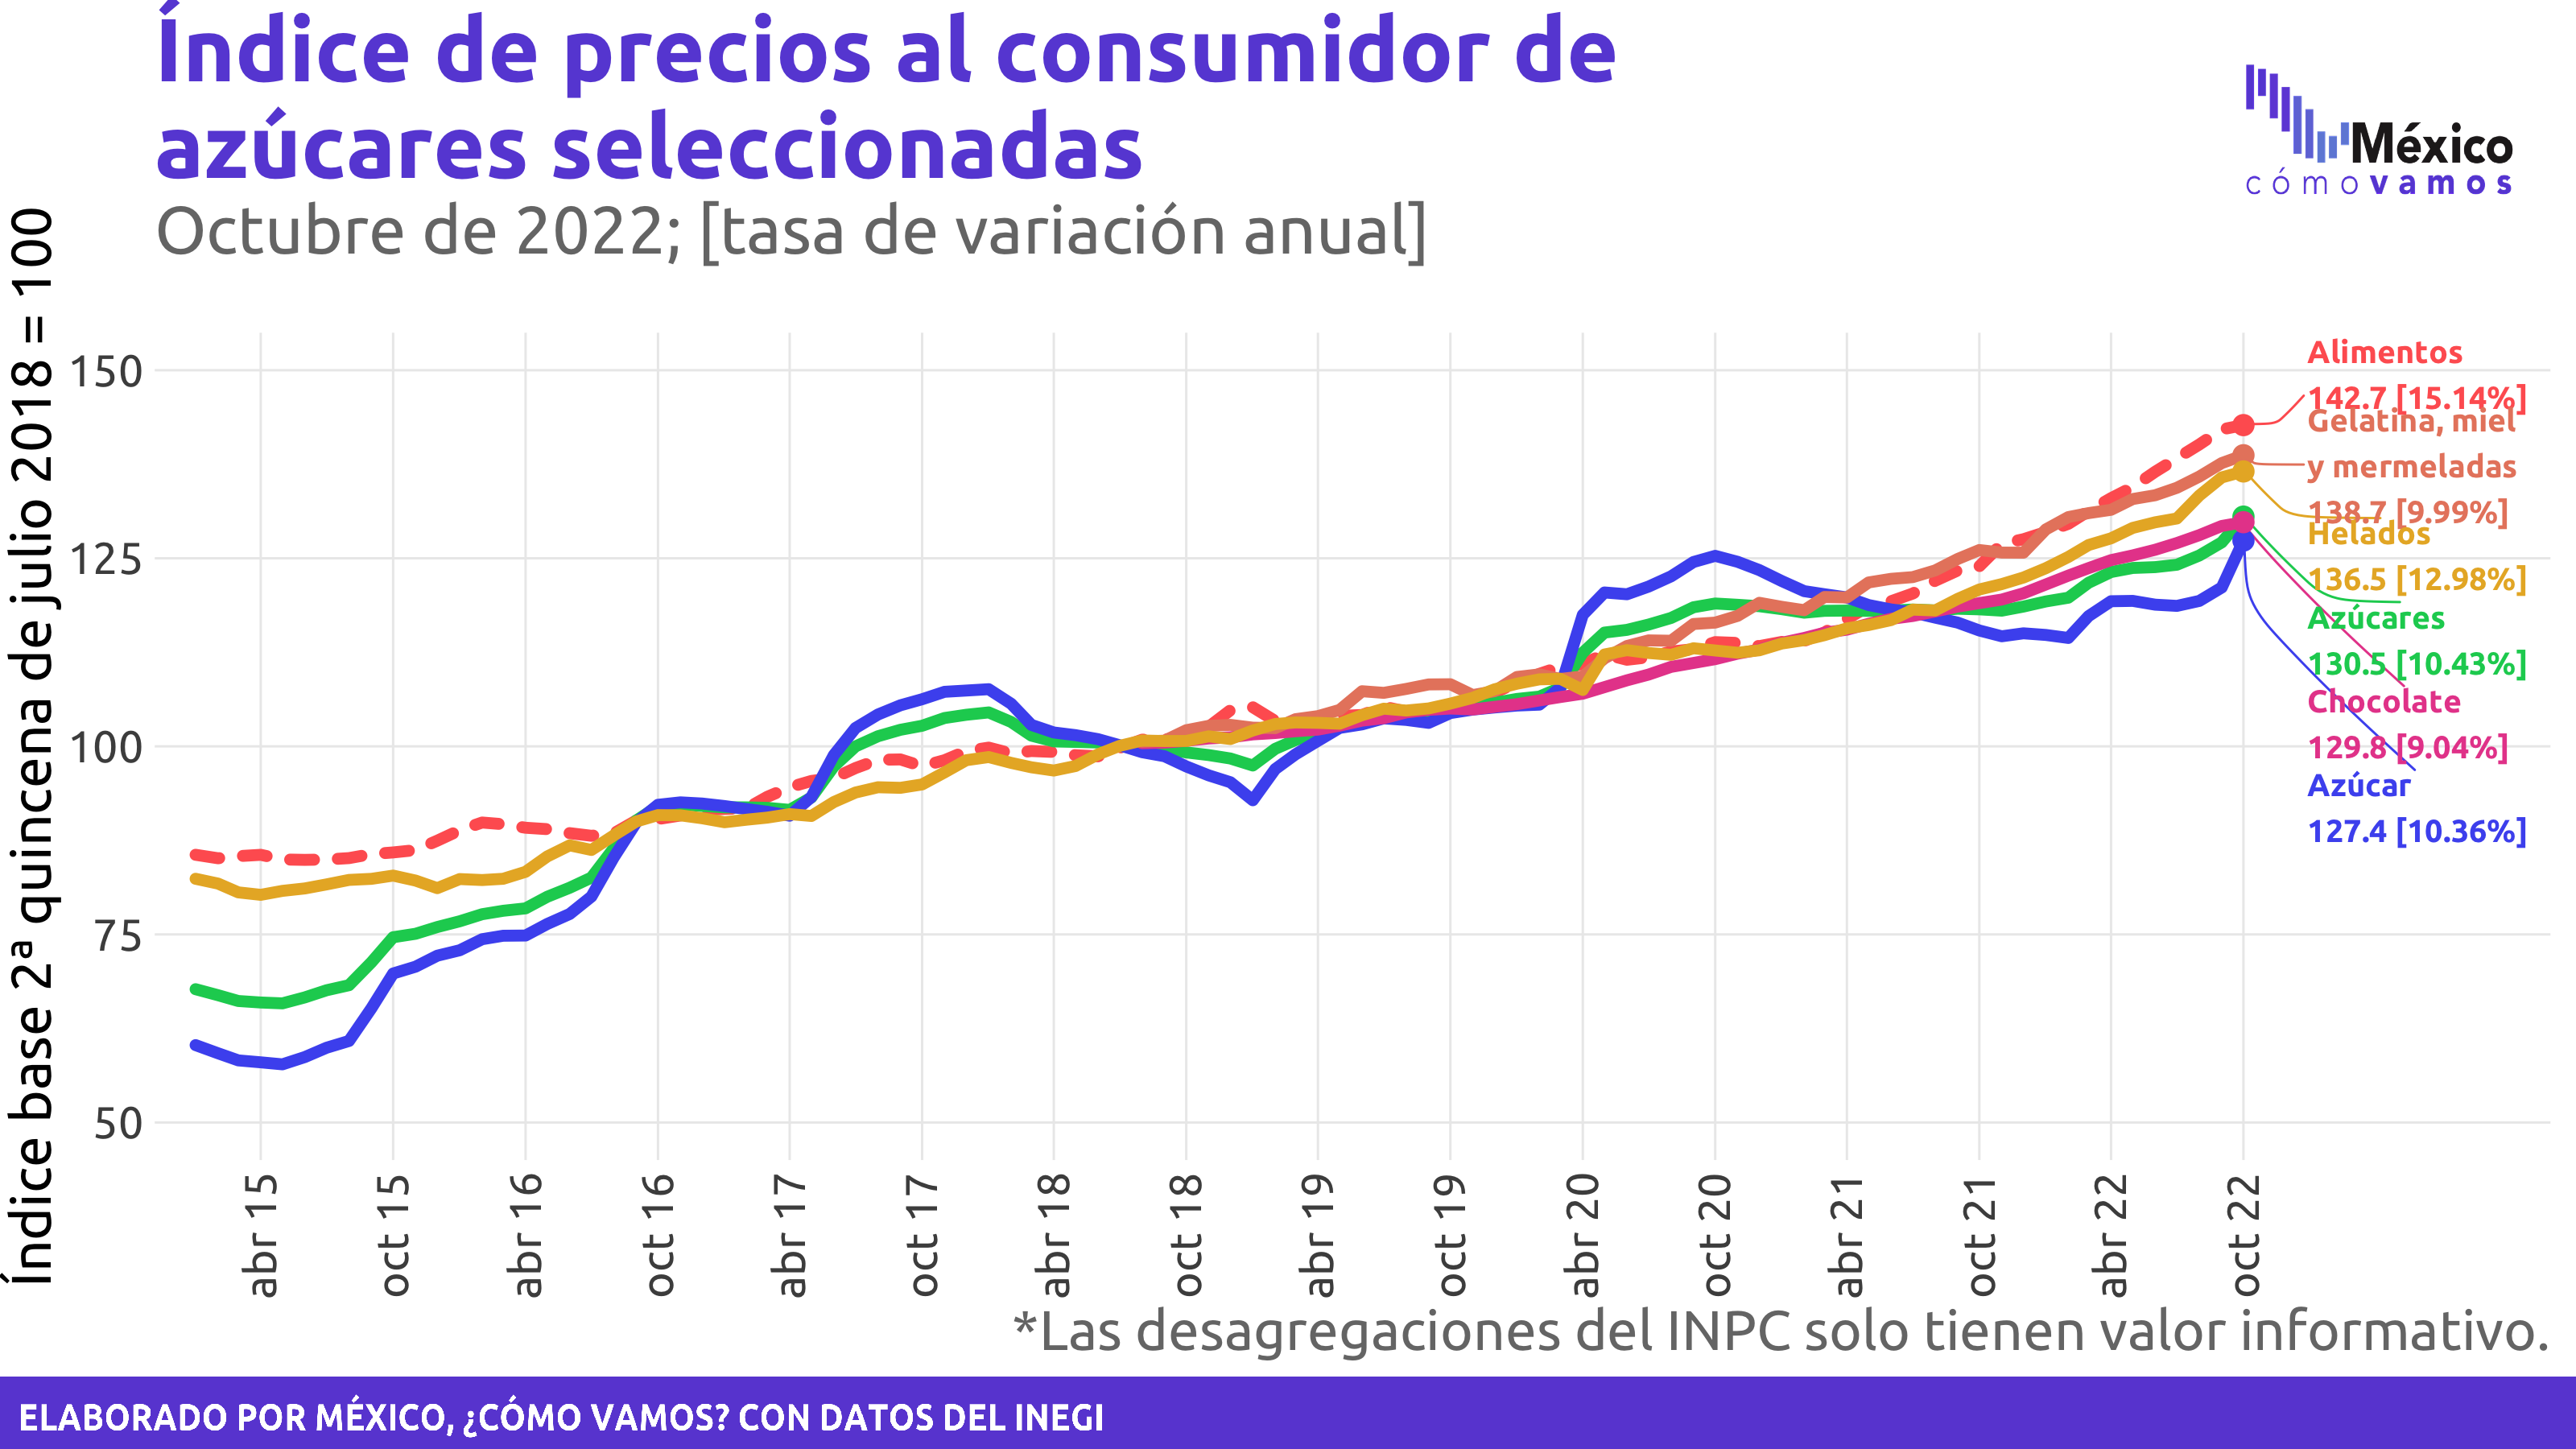 Índice de precios al consumidor de
azúcares seleccionadas
Octubre de 2022; [tasa de variación anual]
México
cómo vamos
Índice base 2ª quincena de julio 2018 = 100
150
125
100
75
50
Alimentos
142.7 [15.14%]
Gelatina, miel
y mermeladas
138.7 [9.99%]
Helados
136.5 [12.98%]
Azúcares
130.5 [10.43%]
Chocolate
129.8 [9.04%]
Azúcar
127.4 [10.36%]
abr 15
oct 15
abr 16
oct 16
abr 17
oct 17
abr 18
oct 18
abr 19
oct 19
abr 20
oct 20
abr 21
oct 21
abr 22
oct 22
*Las desagregaciones del INPC solo tienen valor informativo.
ELABORADO POR MÉXICO, ¿CÓMO VAMOS? CON DATOS DEL INEGI